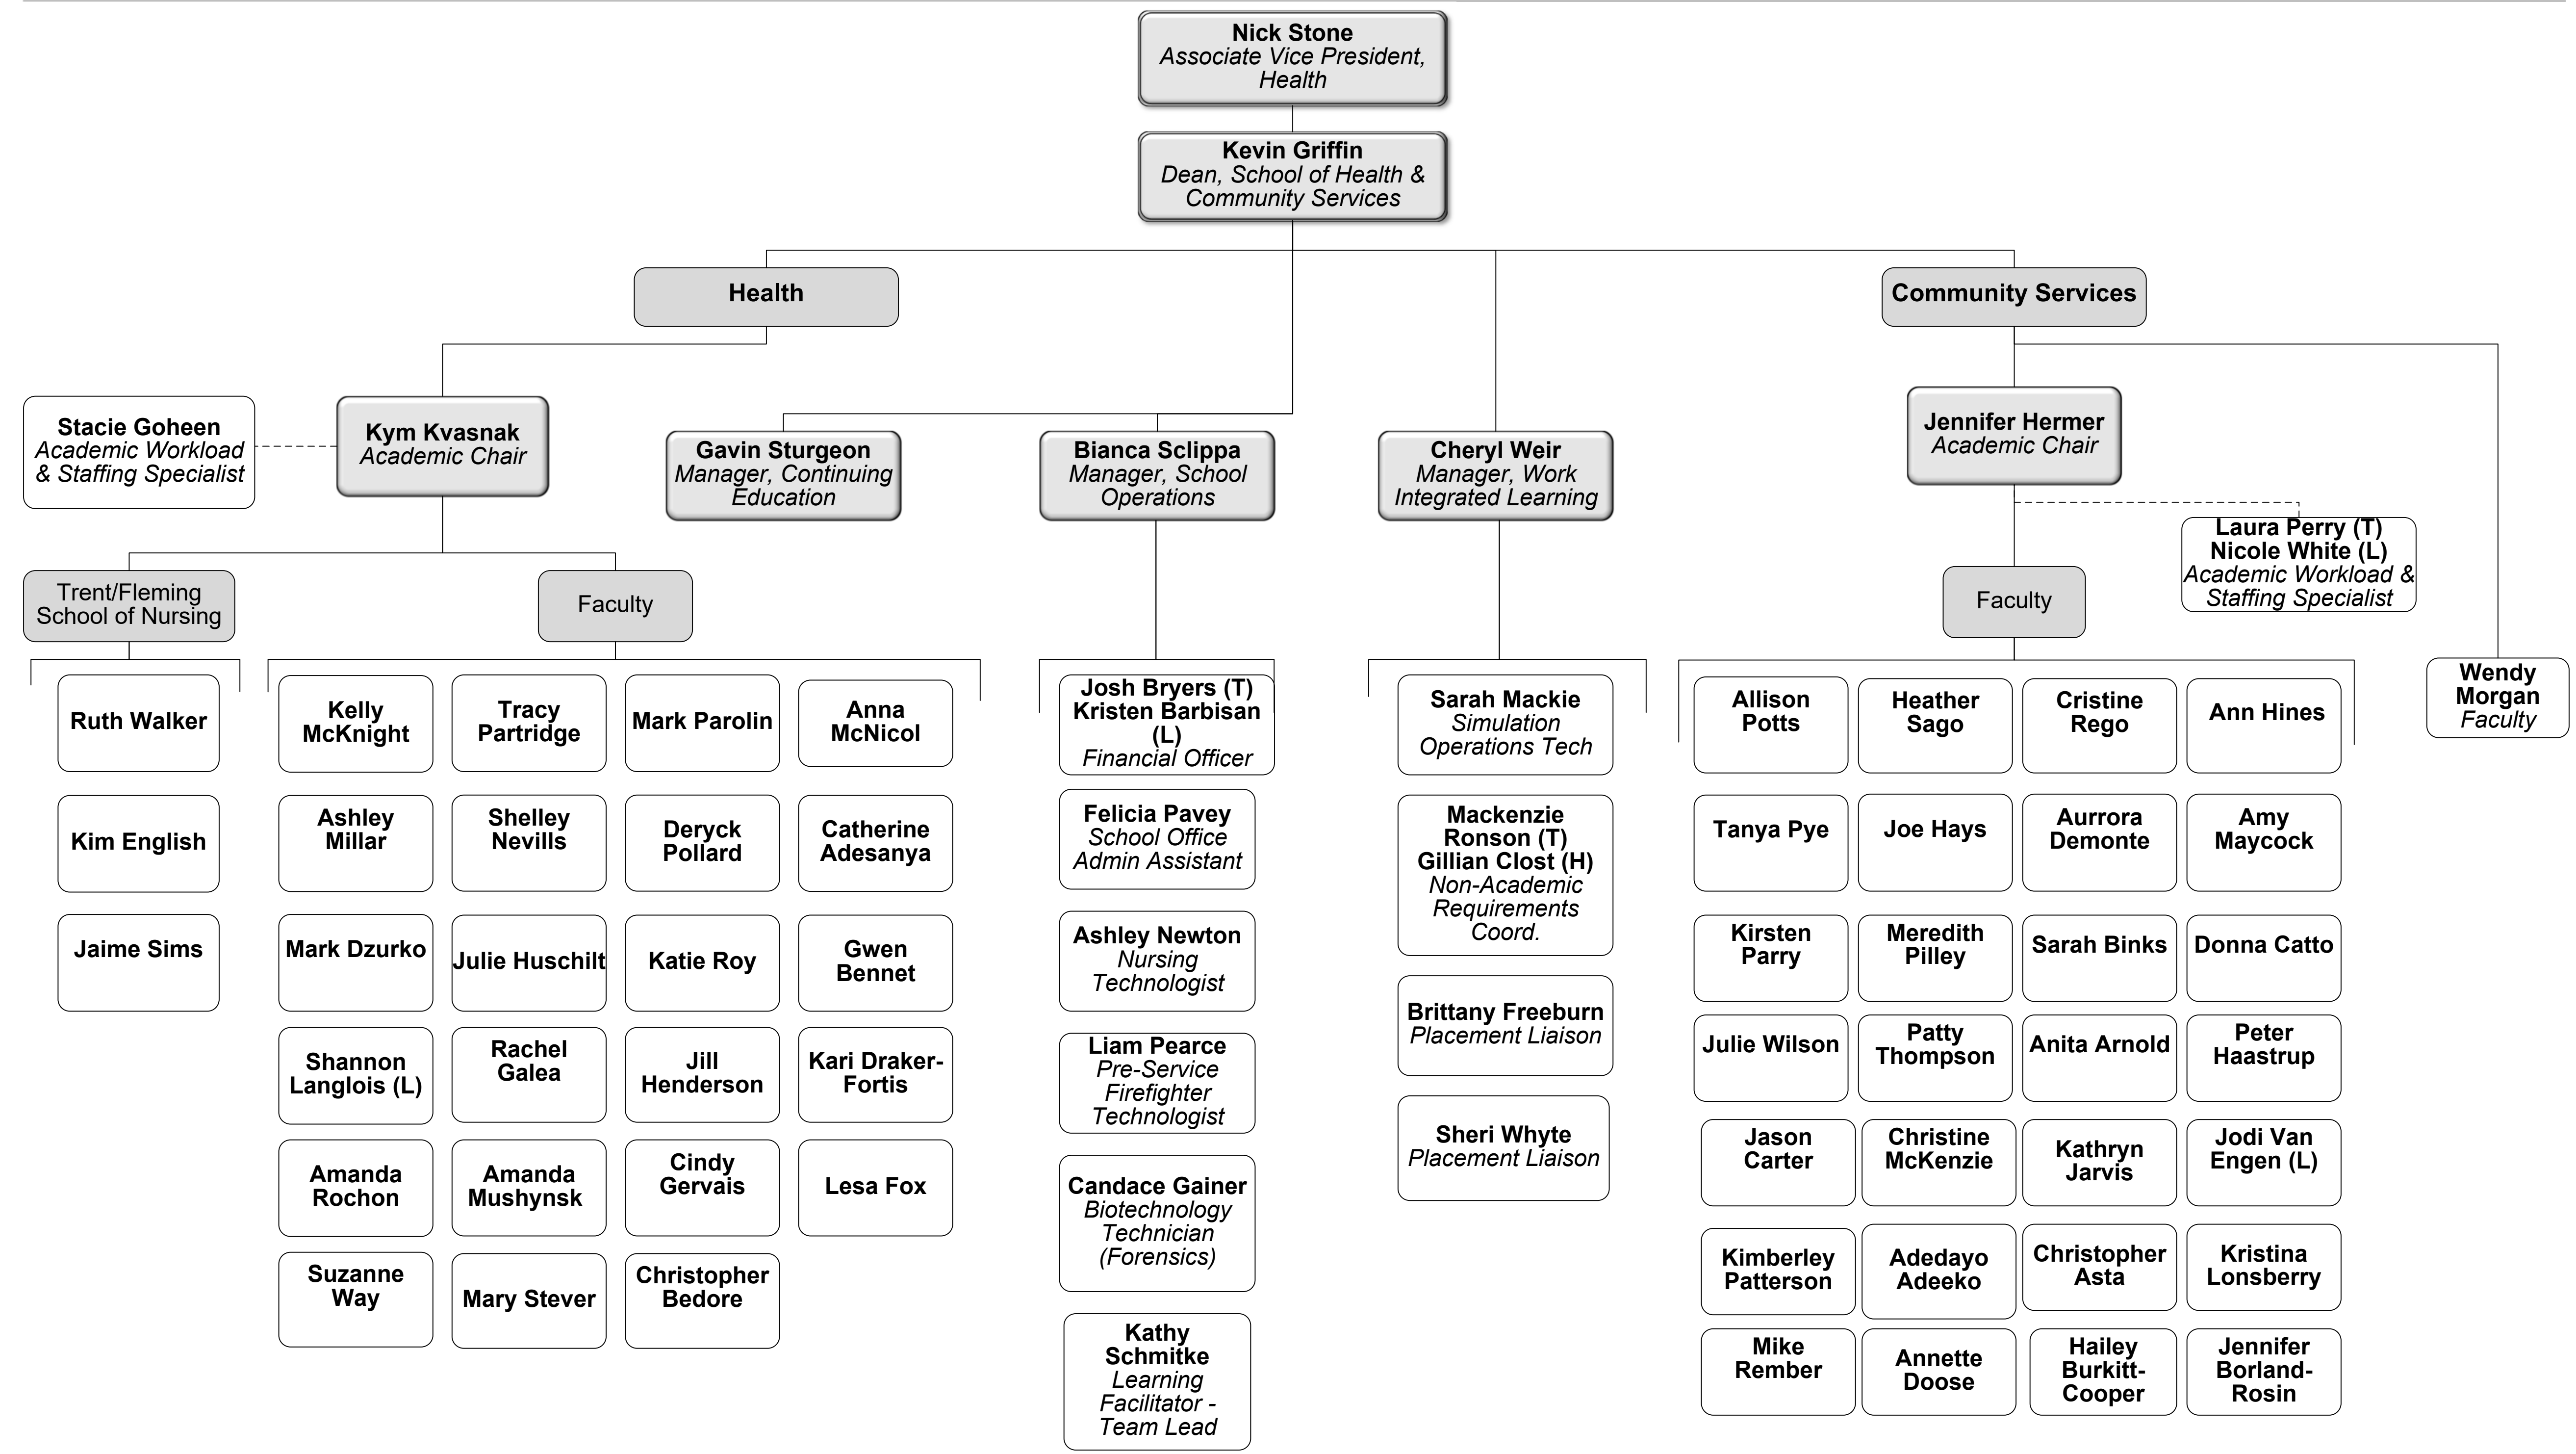 Nick Stone
Associate Vice President,
Health
Kevin Griffin
Dean, School of Health &
Community Services
Health
Community Services
Stacie Goheen
Academic Workload
& Staffing Specialist
Kym Kvasnak
Academic Chair
Gavin Sturgeon
Manager, Continuing
Education
Bianca Sclippa
Manager, School
Operations
Cheryl Weir
Manager, Work
Integrated Learning
Jennifer Hermer
Academic Chair
Laura Perry (T)
Nicole White (L)
Academic Workload &
Staffing Specialist
Trent/Fleming
School of Nursing
Faculty
Faculty
Ruth Walker
Kim English
Jaime Sims
Kelly
McKnight
Tracy
Partridge
Mark Parolin
Anna
McNicol
Ashley
Millar
Shelley
Nevills
Deryck
Pollard
Catherine
Adesanya
Mark Dzurko
Julie Huschilt
Katie Roy
Gwen
Bennet
Shannon
Langlois (L)
Rachel
Galea
Jill
Henderson
Kari Draker-
Fortis
Amanda
Rochon
Amanda
Mushynsk
Cindy
Gervais
Lesa Fox
Suzanne
Way
Mary Stever
Christopher
Bedore
Josh Bryers (T)
Kristen Barbisan
(L)
Financial Officer
Felicia Pavey
School Office
Admin Assistant
Ashley Newton
Nursing
Technologist
Liam Pearce
Pre-Service
Firefighter
Technologist
Candace Gainer
Biotechnology
Technician
(Forensics)
Kathy
Schmitke
Learning
Facilitator -
Team Lead
Sarah Mackie
Simulation
Operations Tech
Mackenzie
Ronson (T)
Gillian Clost (H)
Non-Academic
Requirements
Coord.
Brittany Freeburn
Placement Liaison
Sheri Whyte
Placement Liaison
Allison
Potts
Heather
Sago
Cristine
Rego
Ann Hines
Tanya Pye
Joe Hays
Aurrora
Demonte
Amy
Maycock
Kirsten
Parry
Meredith
Pilley
Sarah Binks
Donna Catto
Julie Wilson
Patty
Thompson
Anita Arnold
Peter
Haastrup
Jason
Carter
Christine
McKenzie
Kathryn
Jarvis
Jodi Van
Engen (L)
Kimberley
Patterson
Adedayo
Adeeko
Christopher
Asta
Kristina
Lonsberry
Mike
Rember
Annette
Doose
Hailey
Burkitt-
Cooper
Jennifer
Borland-
Rosin
Wendy
Morgan
Faculty